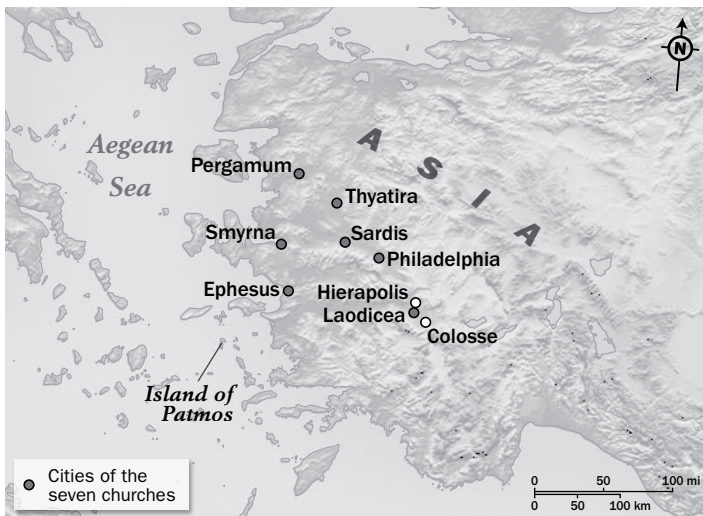 N
ASIA
Aegean
Sea
Pergamum
Thyatira
Smyrna
Sardis
Philadelphia
Ephesus
Hierapolis
Laodicea
Colosse
Island of
Patmos
Cities of the
seven churches
0 50 100 mi
0 50 100 km